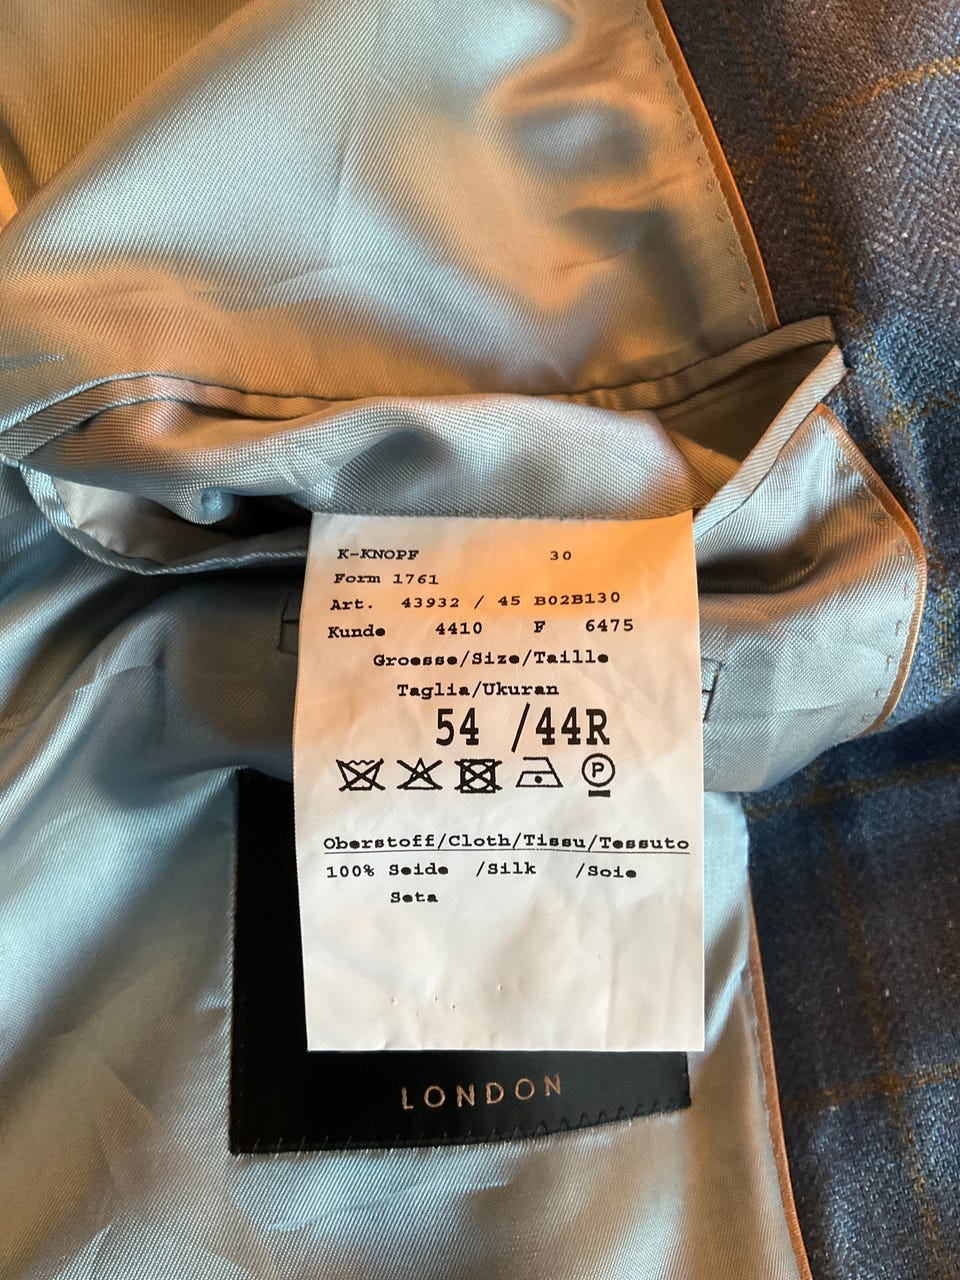 K-KNOPF 30
Form 1761
Art. 43932 / 45 B02B130
Kunde 4410 F 6475
Groesse/Size/Taille
Taglia/Ukuran
54 /44R
P
Oberstoff/Cloth/Tissu/Tessuto
100% Seide /Silk /Soie
Seta
LONDON